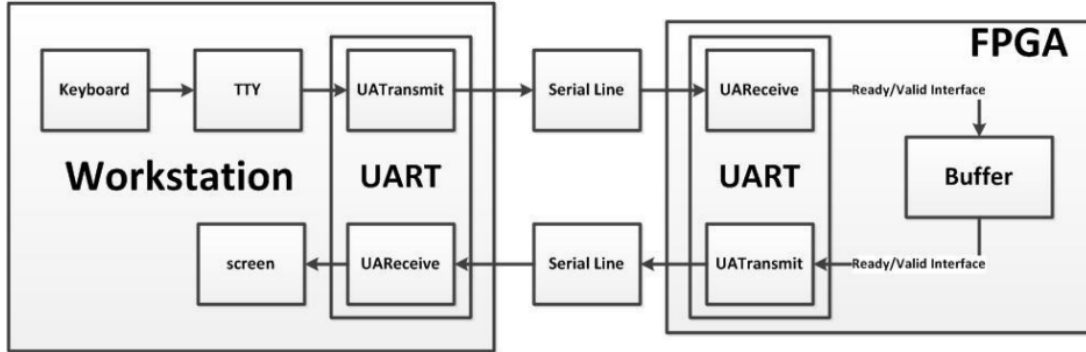 FPGA
Keyboard
TTY
UATransmit
Serial Line
UAReceive
Ready/Valid Interface
Workstation
UART
UART
Buffer
screen
UAReceive
Serial Line
UATransmit
Ready/Valid Interface